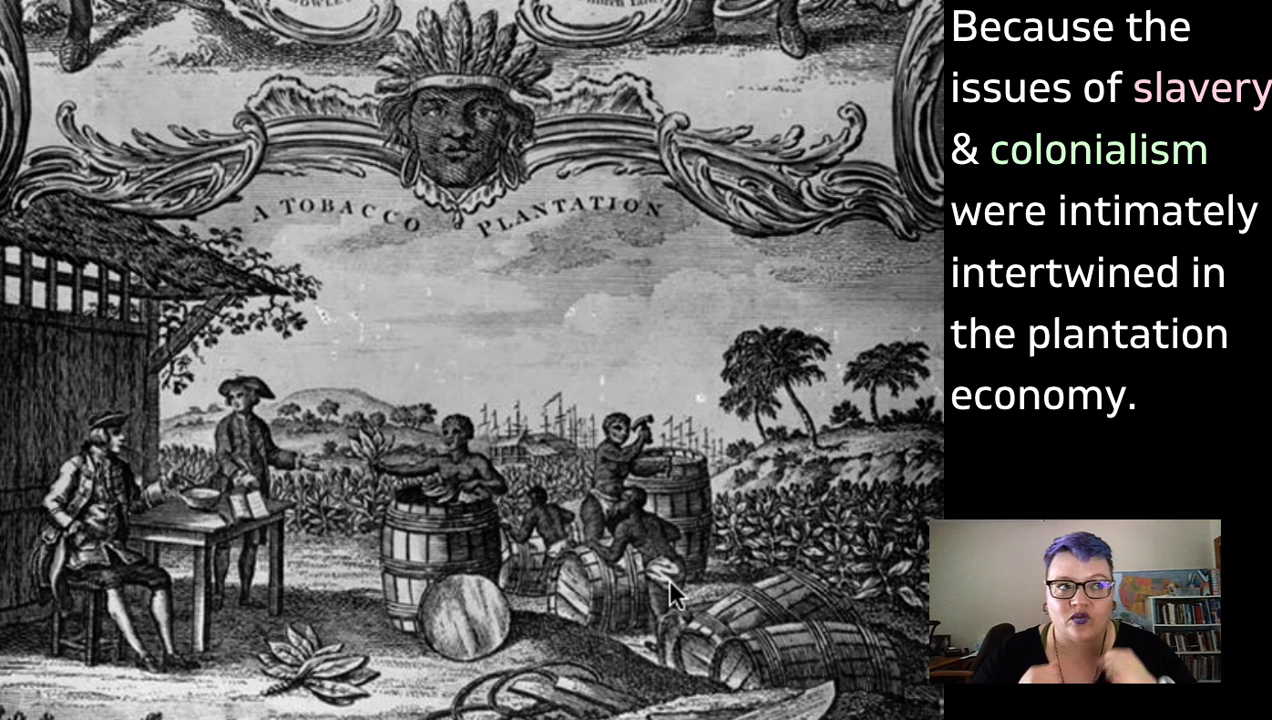 Because the
issues of slavery
& colonialism
were intimately
intertwined in
the plantation
economy.
A TOBACCO PLANTATION